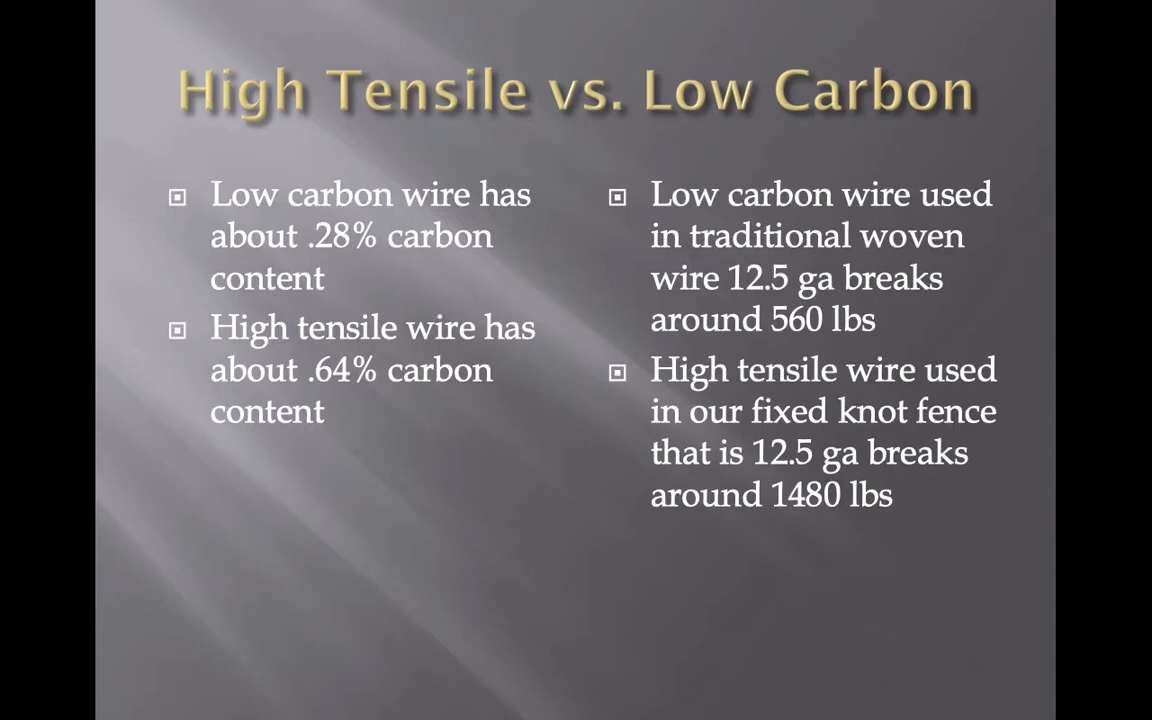 High Tensile vs. Low Carbon
Low carbon wire has
about .28% carbon
content
High tensile wire has
about .64% carbon
content
Low carbon wire used
in traditional woven
wire 12.5 ga breaks
around 560 lbs
High tensile wire used
in our fixed knot fence
that is 12.5 ga breaks
around 1480 lbs